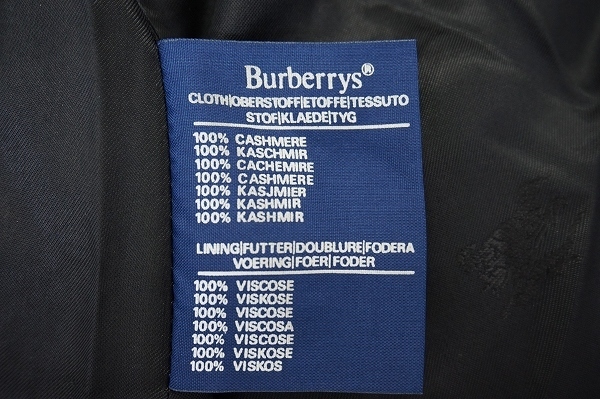 Burberrys®
CLOTH|OBERSTOFF|ETOFFE|TESSUTO
STOF|KLAEDE|TYG
100% CASHMERE
100% KASCHMIR
100% CACHEMIRE
100% CASHMERE
100% KASJMIER
100% KASHMIR
100% KASHMIR
LINING|FUTTER|DOUBLURE|FODERA
VOERING|FOER|FODER
100% VISCOSE
100% VISKOSE
100% VISCOSE
100% VISCOSA
100% VISCOSE
100% VISKOSE
100% VISKOS